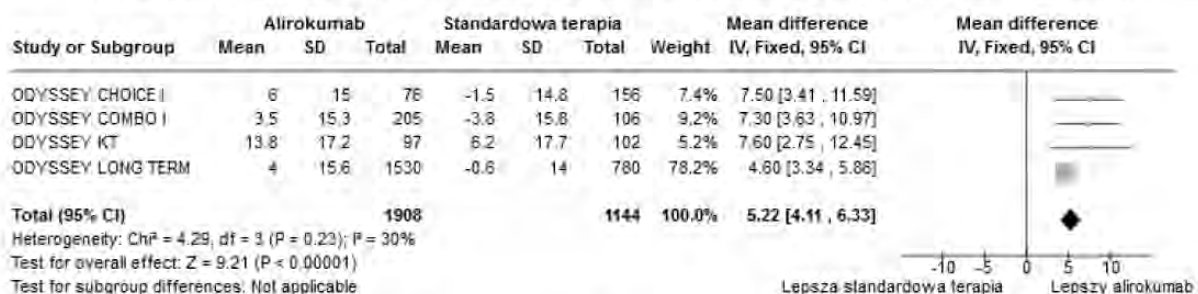 Alirokumab Standardowa terapia Mean difference Mean difference
Study or Subgroup Mean SD Total Mean SD Total Weight IV, Fixed, 95% CI IV, Fixed, 95% CI
ODYSSEY CHOICE I 6 15 78 -1.5 14.8 156 7.4% 7.50 [3.41 , 11.59]
ODYSSEY COMBO I 3.5 15.3 205 -3.8 15.8 106 9.2% 7.30 [3.63 , 10.97]
ODYSSEY KT 13.8 17.2 97 6.2 17.7 102 5.2% 7.60 [2.75 , 12.45]
ODYSSEY LONG TERM 4 15.6 1530 -0.6 14 780 78.2% 4.60 [3.34 , 5.86]
Total (95% CI) 1908 1144 100.0% 5.22 [4.11 , 6.33]
Heterogeneity: Chi² = 4.29, df = 3 (P = 0.23); I² = 30%
Test for overall effect: Z = 9.21 (P < 0.00001)
Test for subgroup differences: Not applicable
-10 -5 0 5 10
Lepsza standardowa terapia Lepszy alirokumab